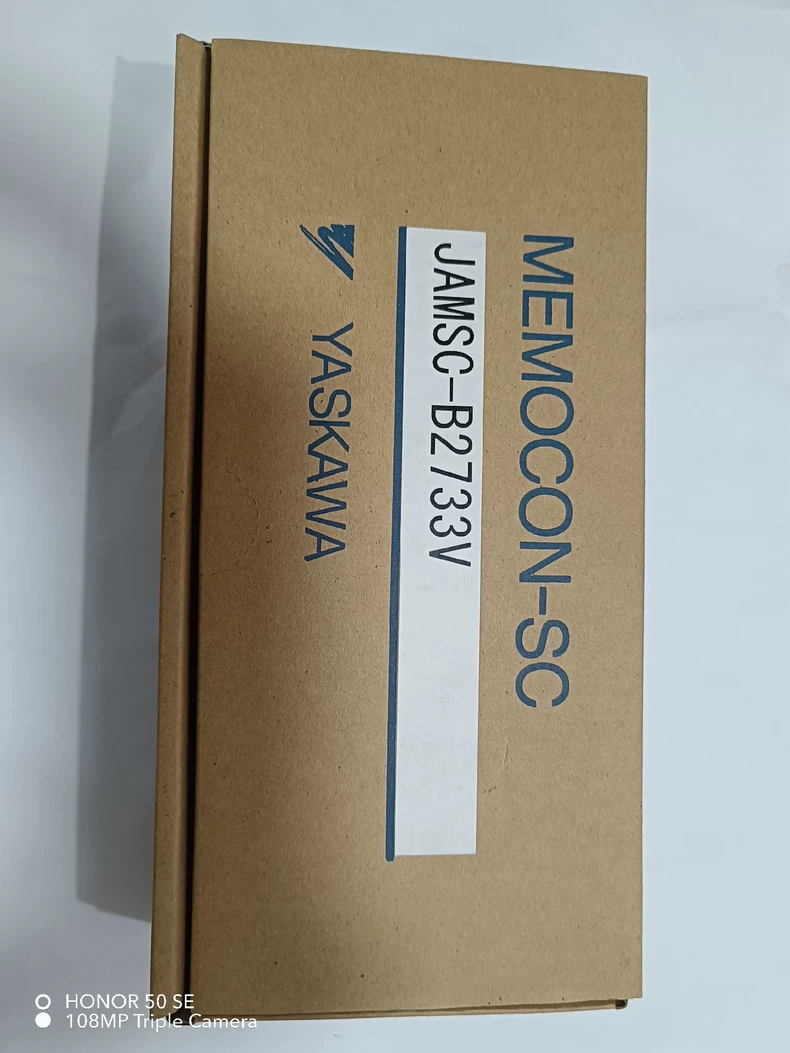 MEMOCON-SC
JAMSC-B2733V
YASKAWA
HONOR 50 SE
108MP Triple Camera